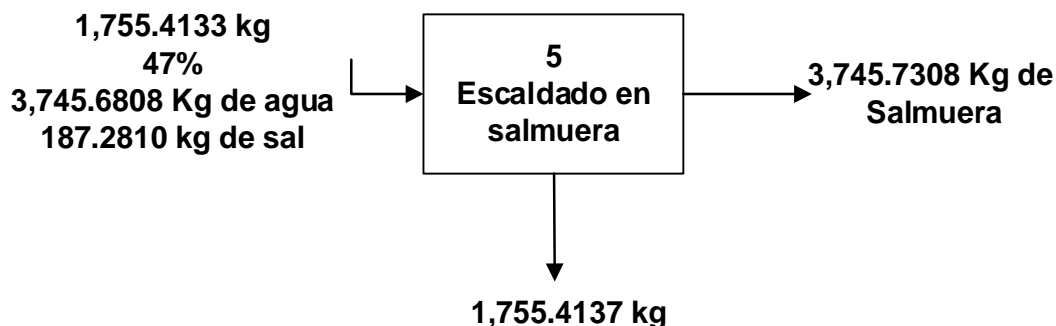 1,755.4133 kg
47%
3,745.6808 Kg de agua
187.2810 kg de sal
5
Escaldado en
salmuera
3,745.7308 Kg de
Salmuera
1,755.4137 kg